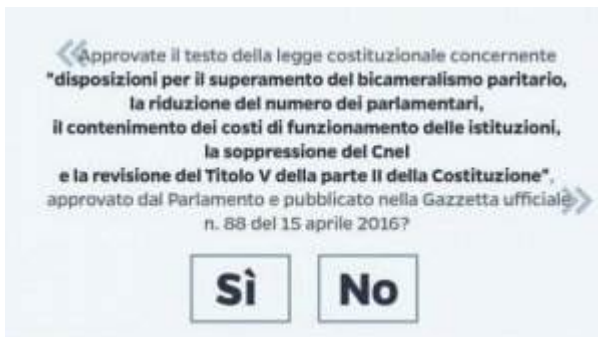 Approvate il testo della legge costituzionale concernente
"disposizioni per il superamento del bicameralismo paritario,
la riduzione del numero dei parlamentari,
il contenimento dei costi di funzionamento delle istituzioni,
la soppressione del Cnel
e la revisione del Titolo V della parte II della Costituzione",
approvato dal Parlamento e pubblicato nella Gazzetta ufficiale
n. 88 del 15 aprile 2016?
Sì No